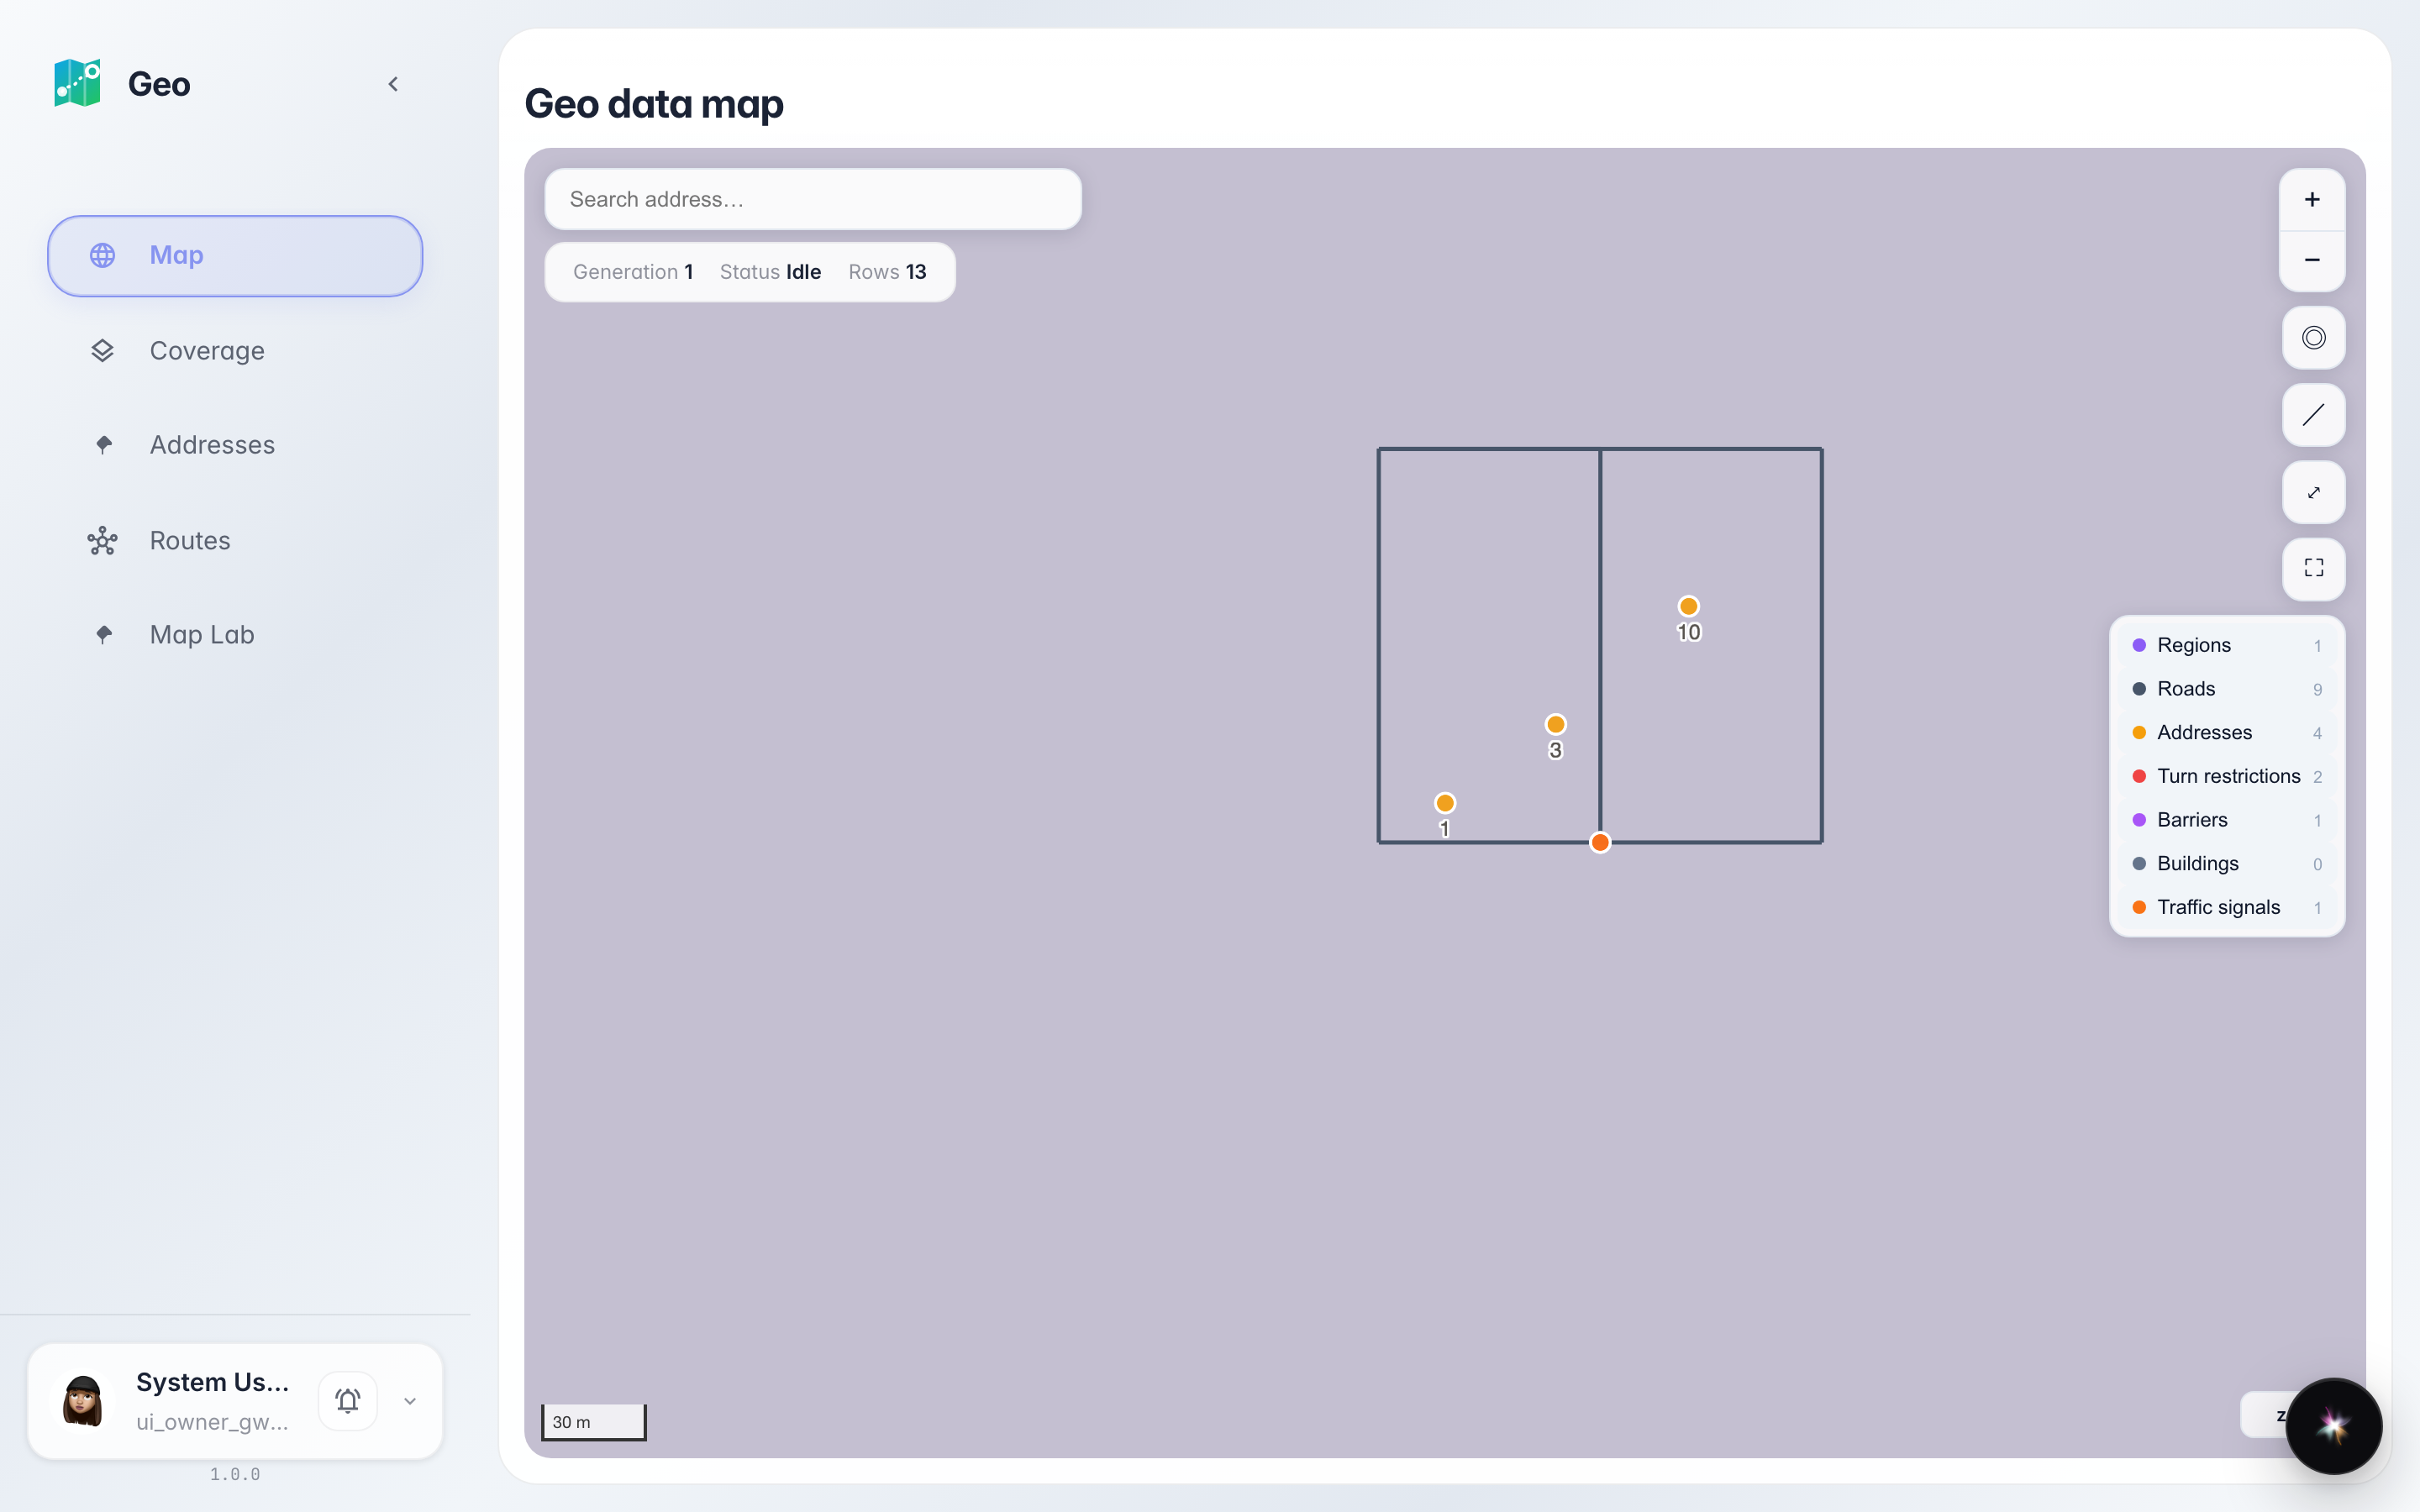 Geo
Geo data map
Map
Coverage
Addresses
Routes
Map Lab
Search address...
Generation 1 Status Idle Rows 13
+
−
10
3
1
Regions 1
Roads 9
Addresses 4
Turn restrictions 2
Barriers 1
Buildings 0
Traffic signals 1
30 m
System Us...
ui_owner_gw...
1.0.0